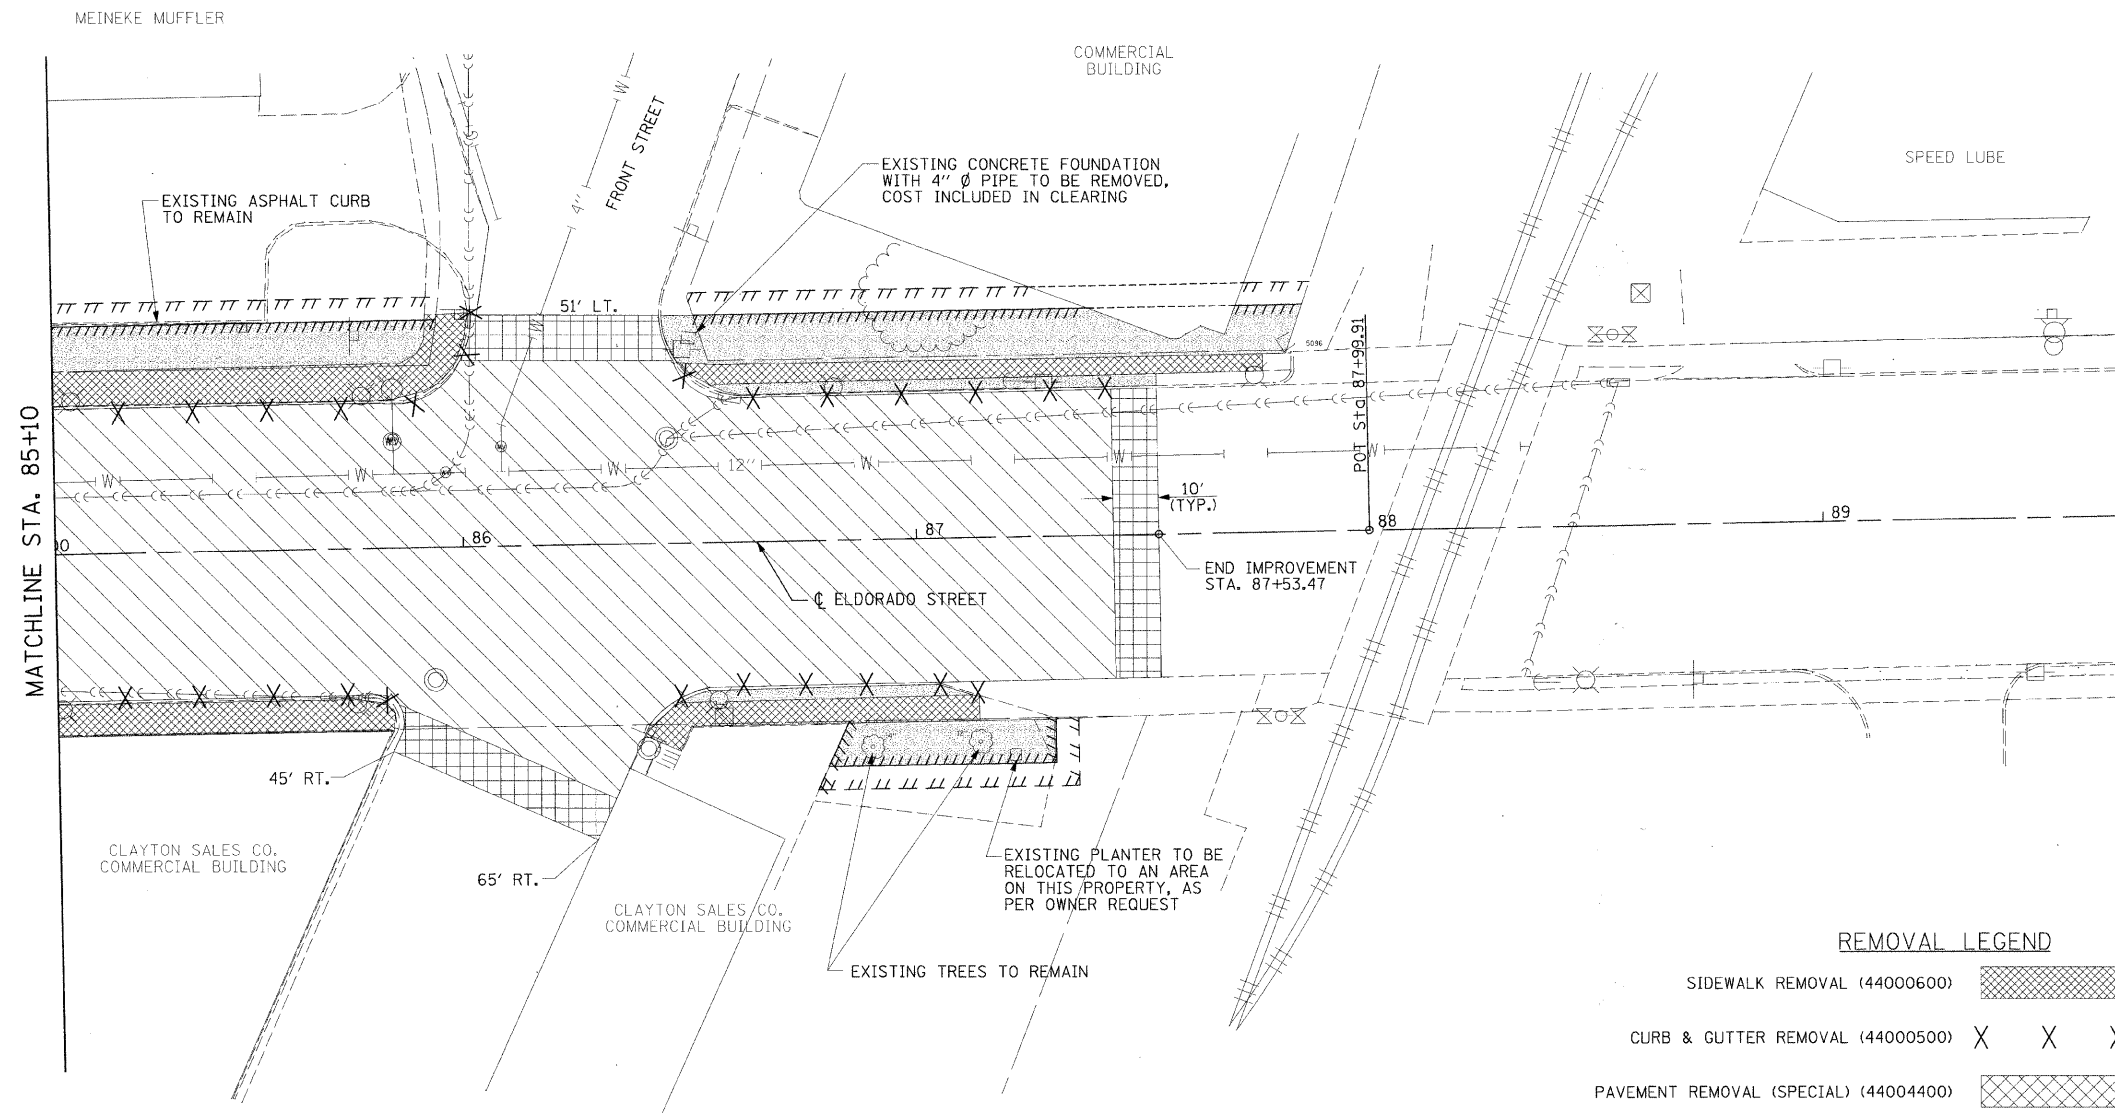 MEINEKE MUFFLER
COMMERCIAL
BUILDING
SPEED LUBE
FRONT STREET
W
4"
EXISTING CONCRETE FOUNDATION
WITH 4" Ø PIPE TO BE REMOVED,
COST INCLUDED IN CLEARING
EXISTING ASPHALT CURB
TO REMAIN
51' LT.
W
5096
POT Sta 87+99.91
MATCHLINE STA. 85+10
W
W
W
12"
W
W
W
10'
(TYP.)
86
87
88
89
END IMPROVEMENT
STA. 87+53.47
℄ ELDORADO STREET
45' RT.
65' RT.
CLAYTON SALES CO.
COMMERCIAL BUILDING
CLAYTON SALES CO.
COMMERCIAL BUILDING
EXISTING PLANTER TO BE
RELOCATED TO AN AREA
ON THIS PROPERTY, AS
PER OWNER REQUEST
EXISTING TREES TO REMAIN
REMOVAL LEGEND
SIDEWALK REMOVAL (44000600)
CURB & GUTTER REMOVAL (44000500)
PAVEMENT REMOVAL (SPECIAL) (44004400)